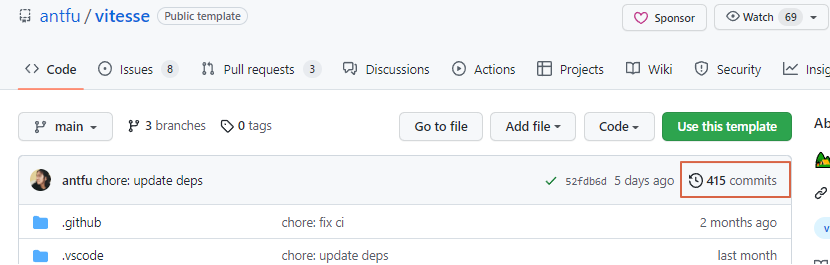 antfu / vitesse Public template Sponsor Watch 69
Code Issues 8 Pull requests 3 Discussions Actions Projects Wiki Security
main 3 branches 0 tags Go to file Add file Code Use this template
antfu chore: update deps 52fdb6d 5 days ago 415 commits
.github chore: fix ci 2 months ago
.vscode chore: update deps last month